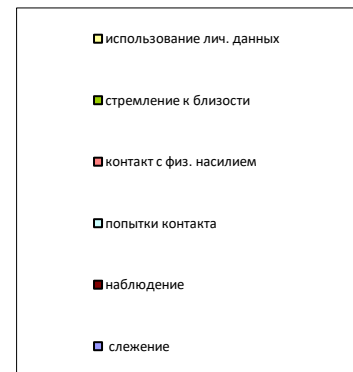 использование лич. данных
стремление к близости
контакт с физ. насилием
попытки контакта
наблюдение
слежение